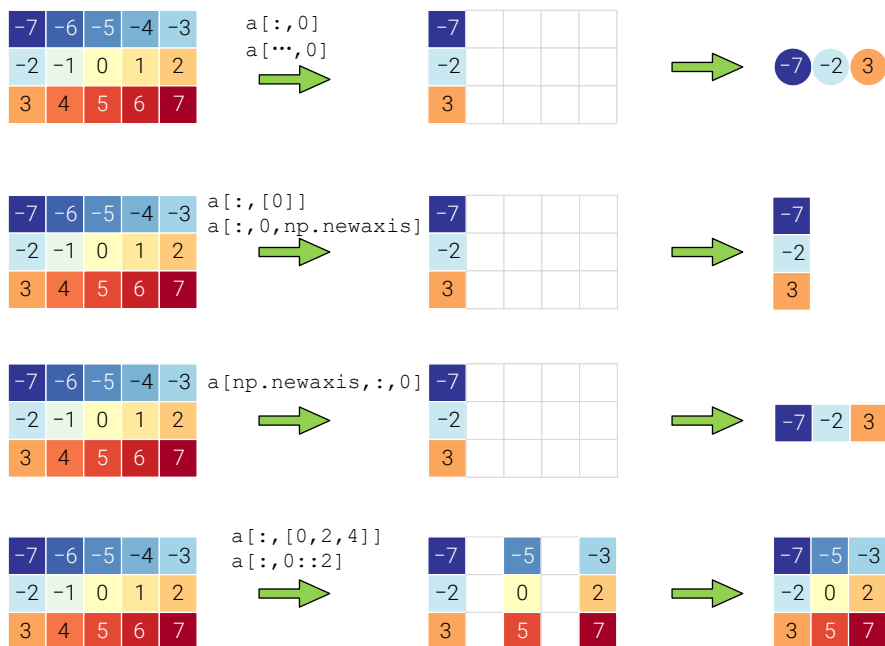 −7 −6 −5 −4 −3
a[:,0]
a[⋯,0]
−7
−2 −1 0 1 2
−2
−7 −2 3
3 4 5 6 7
3
−7 −6 −5 −4 −3
a[:,[0]]
a[:,0,np.newaxis]
−7
−7
−2 −1 0 1 2
−2
−2
3 4 5 6 7
3
3
−7 −6 −5 −4 −3
a[np.newaxis,:,0]
−7
−2 −1 0 1 2
−2
−7 −2 3
3 4 5 6 7
3
a[:,[0,2,4]]
a[:,0::2]
−7 −6 −5 −4 −3
−7 −5 −3
−7 −5 −3
−2 −1 0 1 2
−2 0 2
−2 0 2
3 4 5 6 7
3 5 7
3 5 7